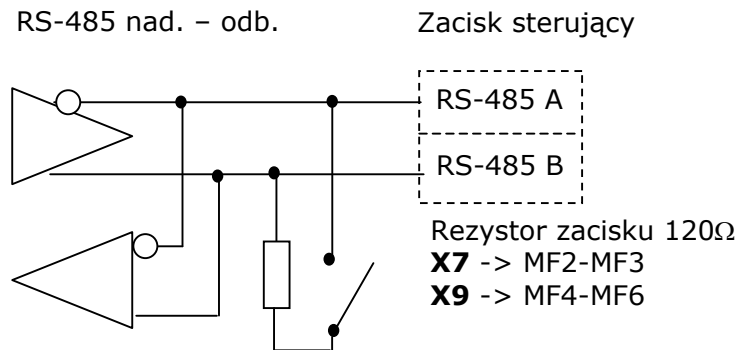 RS-485 nad. – odb.
Zacisk sterujący
RS-485 A
RS-485 B
Rezystor zacisku 120Ω
X7 -> MF2-MF3
X9 -> MF4-MF6